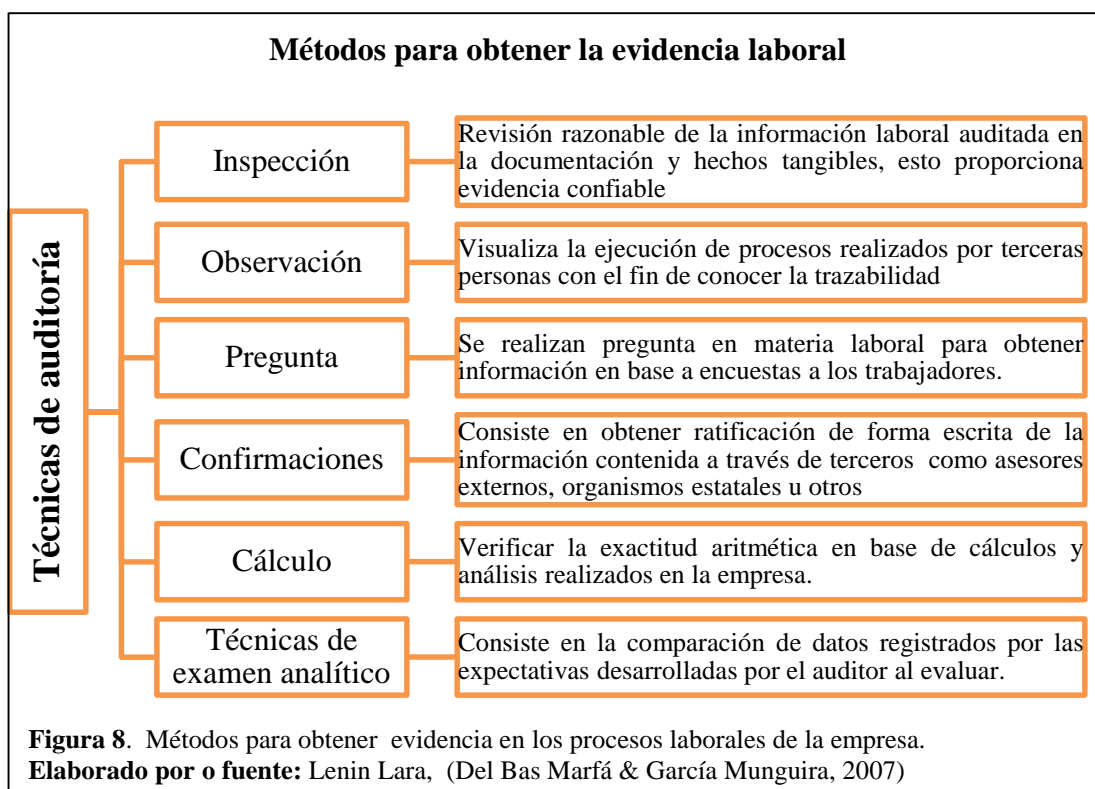 Métodos para obtener la evidencia laboral
Técnicas de auditoría
Inspección
Revisión razonable de la información laboral auditada en
la documentación y hechos tangibles, esto proporciona
evidencia confiable
Observación
Visualiza la ejecución de procesos realizados por terceras
personas con el fin de conocer la trazabilidad
Pregunta
Se realizan pregunta en materia laboral para obtener
información en base a encuestas a los trabajadores.
Confirmaciones
Consiste en obtener ratificación de forma escrita de la
información contenida a través de terceros como asesores
externos, organismos estatales u otros
Cálculo
Verificar la exactitud aritmética en base de cálculos y
análisis realizados en la empresa.
Técnicas de
examen analítico
Consiste en la comparación de datos registrados por las
expectativas desarrolladas por el auditor al evaluar.
Figura 8. Métodos para obtener evidencia en los procesos laborales de la empresa.
Elaborado por o fuente: Lenin Lara, (Del Bas Marfá & García Munguira, 2007)